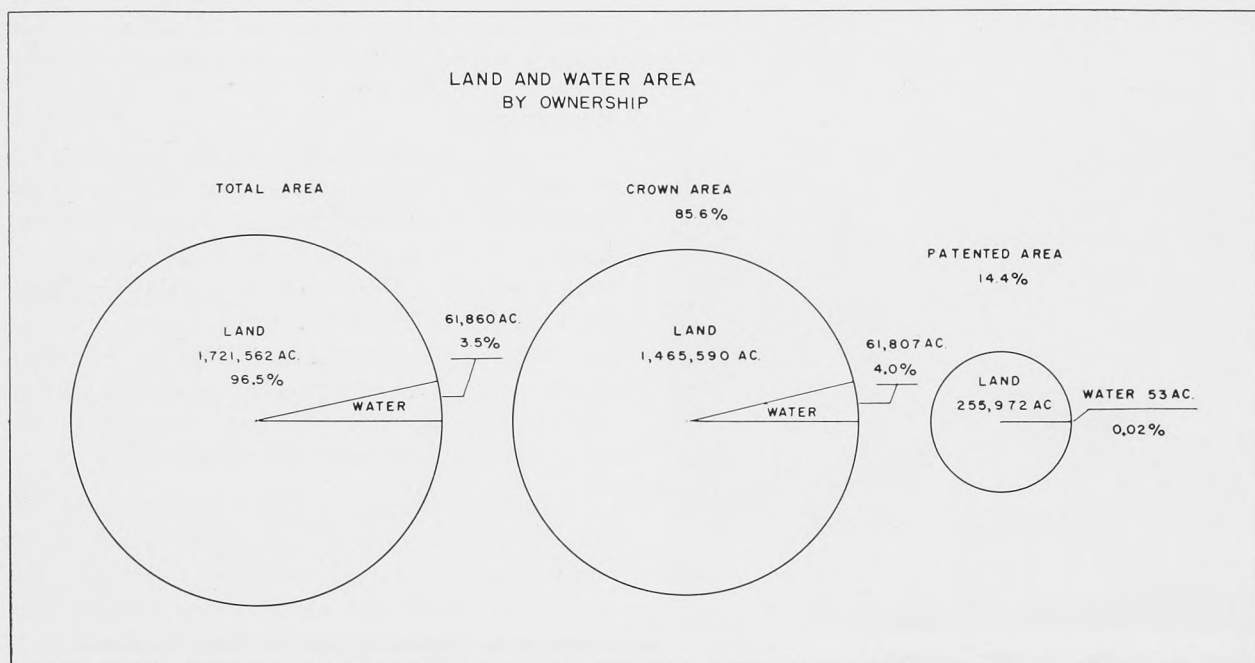 LAND AND WATER AREA
BY OWNERSHIP
TOTAL AREA
LAND
1,721,562 AC.
96.5%
WATER
61,860 AC.
3.5%
CROWN AREA
85.6%
LAND
1,465,590 AC.
WATER
61,807 AC.
4.0%
PATENTED AREA
14.4%
LAND
255,972 AC
WATER 53 AC.
0.02%